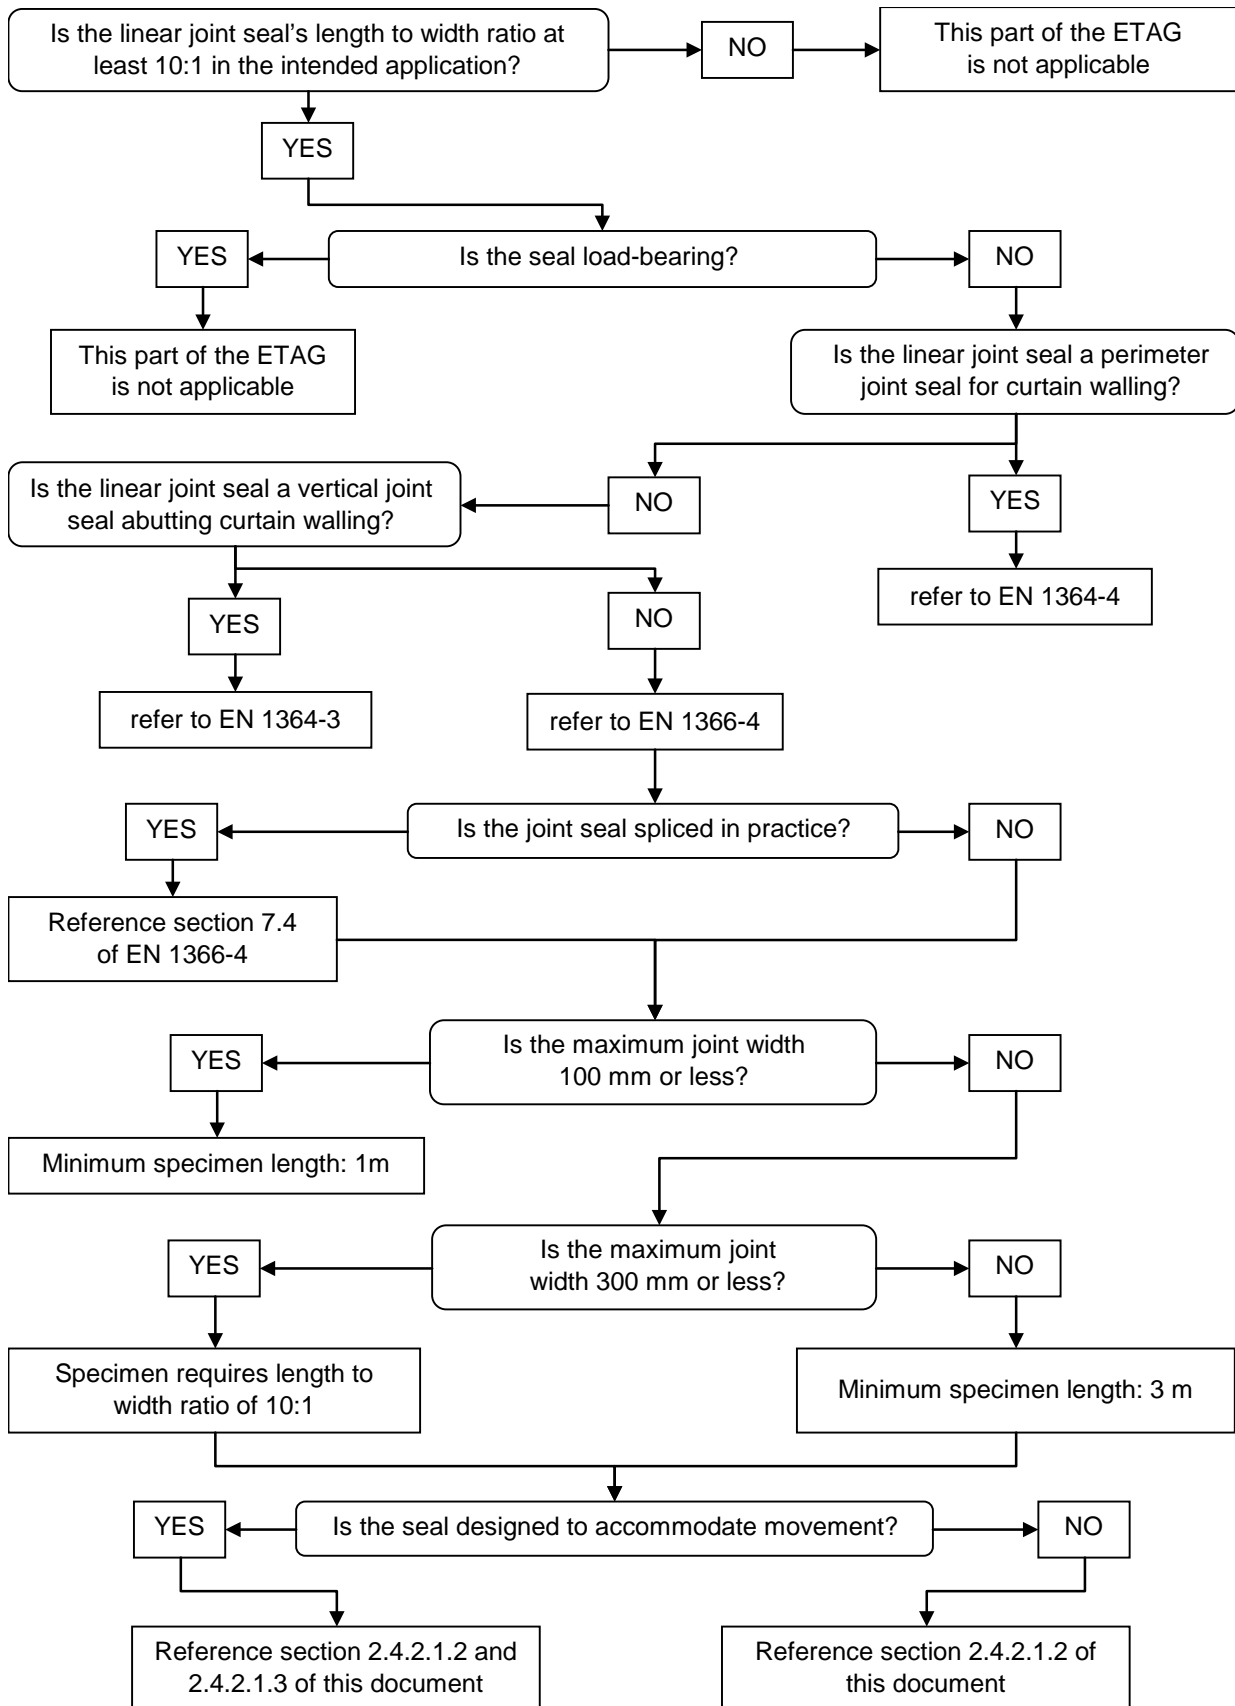 Is the linear joint seal’s length to width ratio at
least 10:1 in the intended application?
NO
This part of the ETAG
is not applicable
YES
YES
Is the seal load-bearing?
NO
This part of the ETAG
is not applicable
Is the linear joint seal a perimeter
joint seal for curtain walling?
Is the linear joint seal a vertical joint
seal abutting curtain walling?
NO
YES
YES
NO
refer to EN 1364-4
refer to EN 1364-3
refer to EN 1366-4
YES
Is the joint seal spliced in practice?
NO
Reference section 7.4
of EN 1366-4
YES
Is the maximum joint width
100 mm or less?
NO
Minimum specimen length: 1m
YES
Is the maximum joint
width 300 mm or less?
NO
Specimen requires length to
width ratio of 10:1
Minimum specimen length: 3 m
YES
Is the seal designed to accommodate movement?
NO
Reference section 2.4.2.1.2 and
2.4.2.1.3 of this document
Reference section 2.4.2.1.2 of
this document